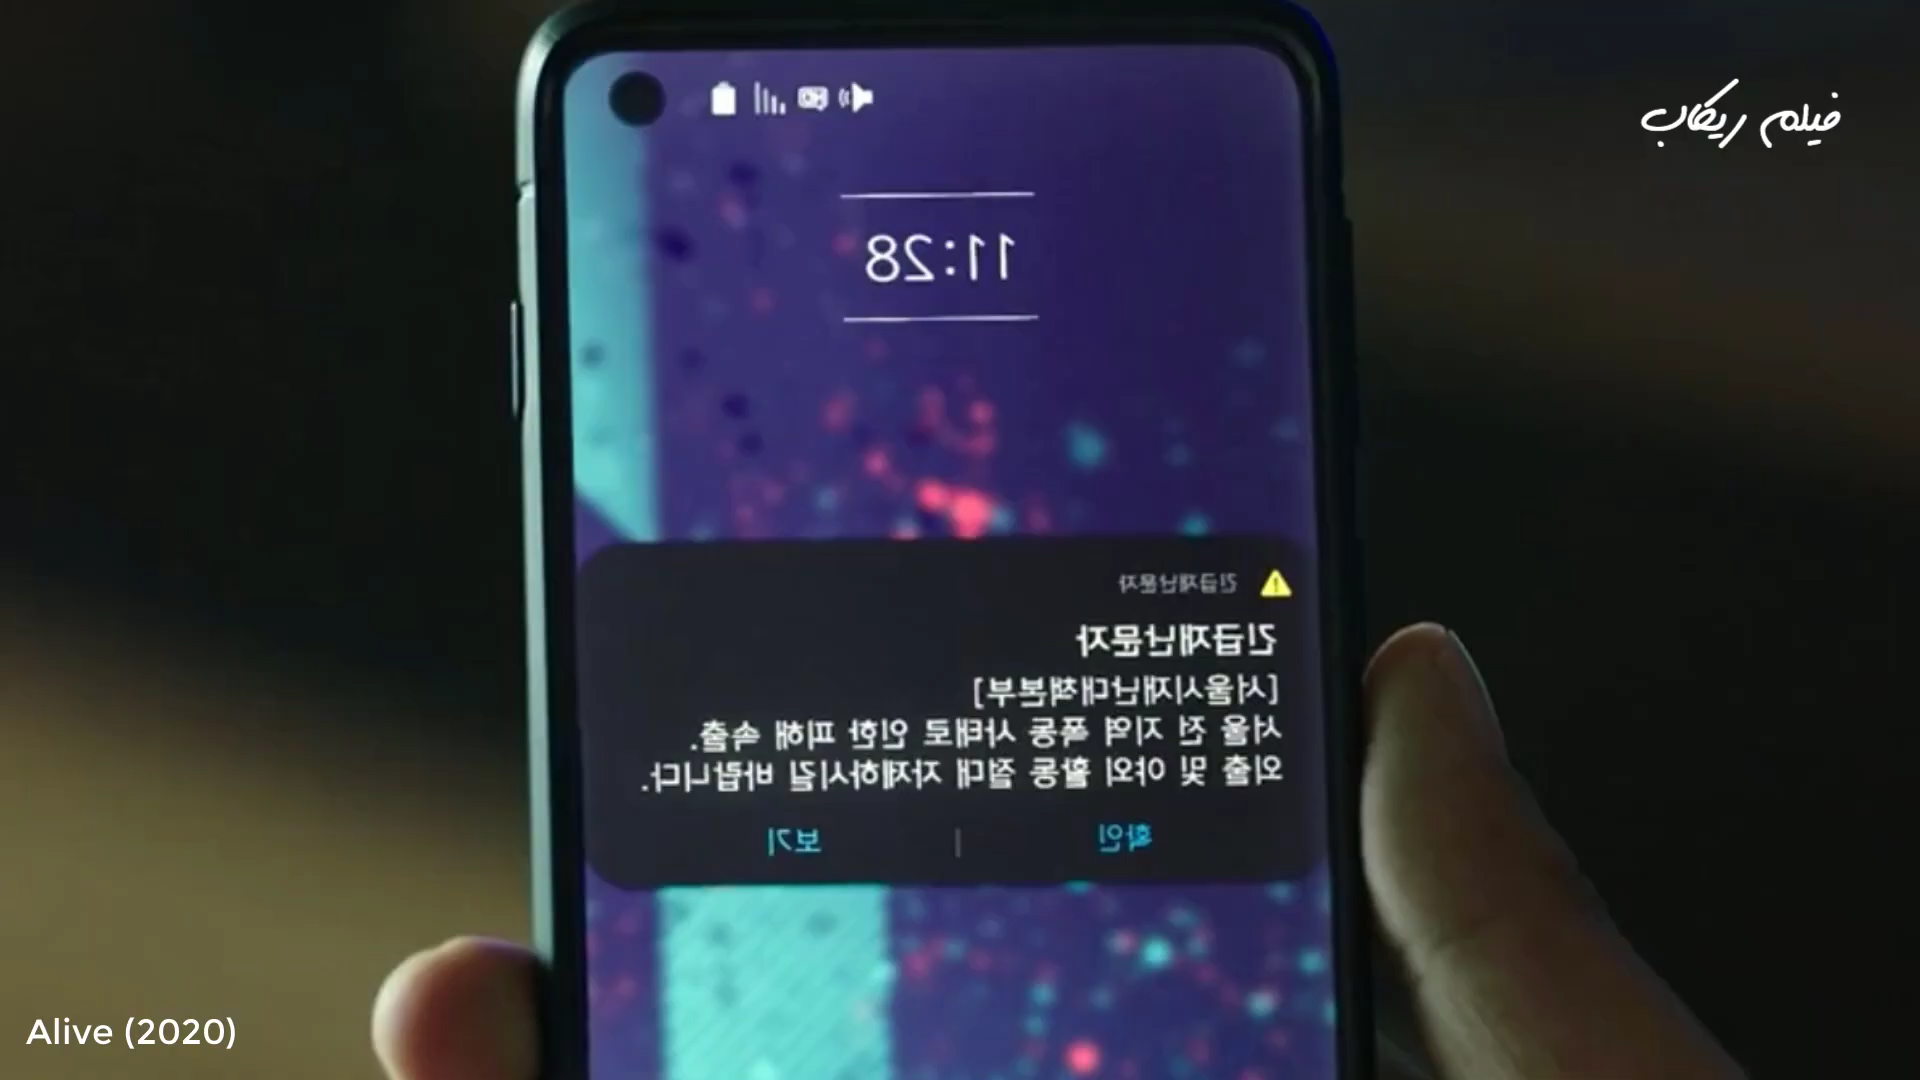 فیلم ریکاپ
11:28
긴급재난문자
긴급재난문자
[서울시재난대책본부]
서울 전 지역 폭동 사태로 인한 피해 속출.
외출 및 야외 활동 절대 자제하시길 바랍니다.
확인 | 보기
Alive (2020)